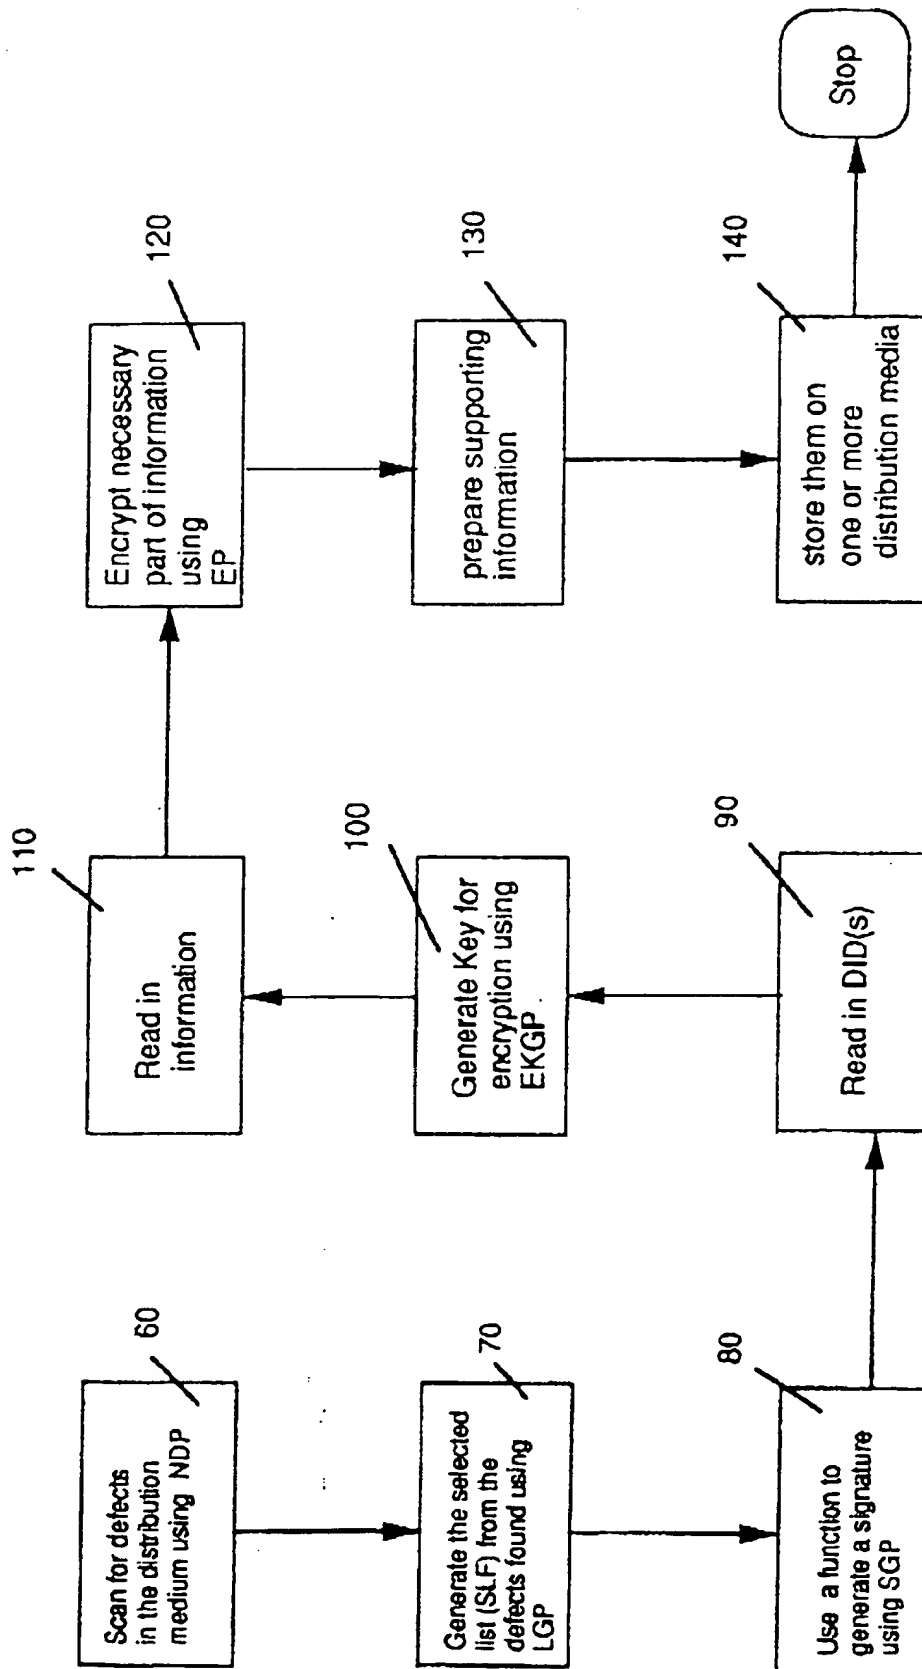 60
Scan for defects
in the distribution
medium using NDP
70
Generate the selected
list (SLF) from the
defects found using
LGP
80
Use a function to
generate a signature
using SGP
90
Read in DID(s)
100
Generate Key for
encryption using
EKGP
110
Read in
information
120
Encrypt necessary
part of information
using
EP
130
prepare supporting
information
140
store them on
one or more
distribution media
Stop